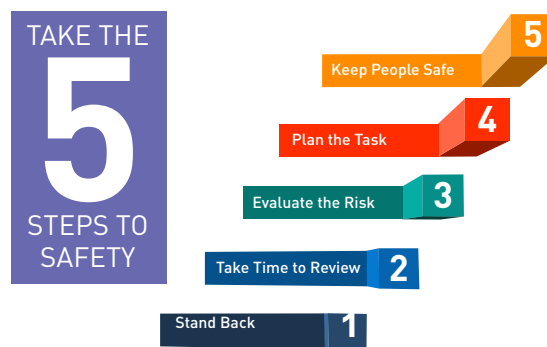 TAKE THE
5
STEPS TO
SAFETY
5
Keep People Safe
4
Plan the Task
3
Evaluate the Risk
2
Take Time to Review
1
Stand Back